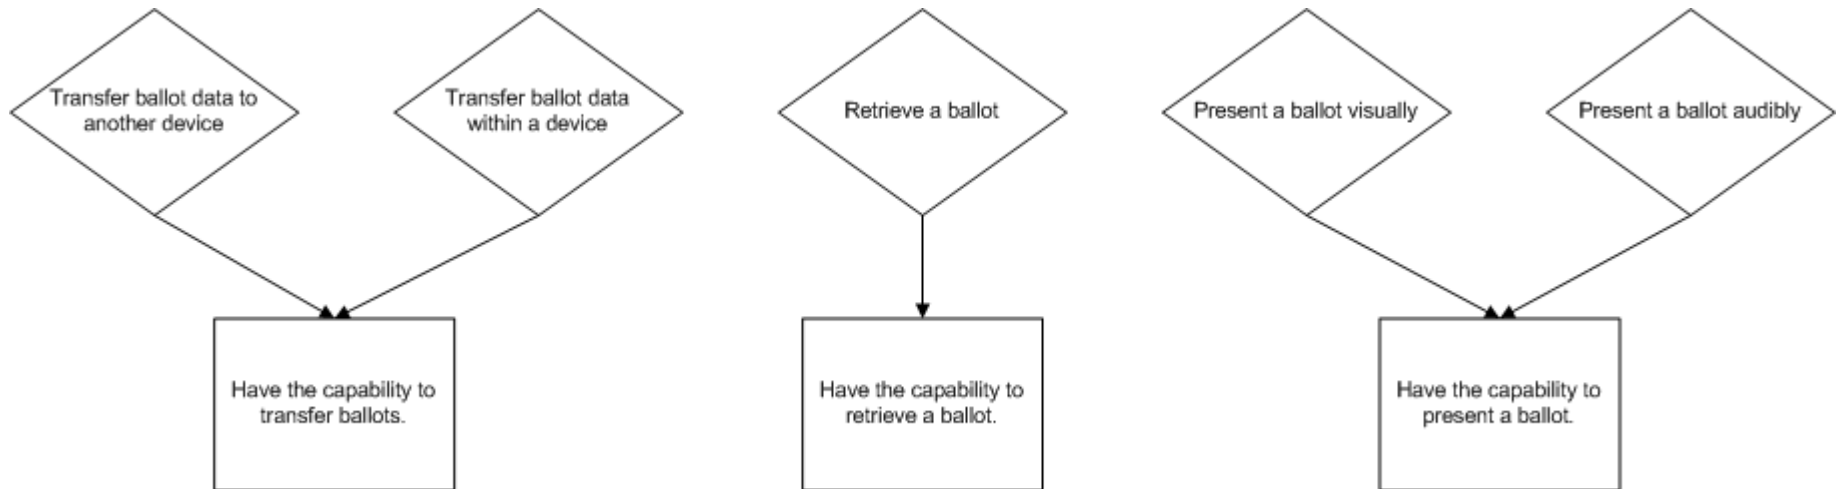 Transfer ballot data to
another device
Transfer ballot data
within a device
Retrieve a ballot
Present a ballot visually
Present a ballot audibly
Have the capability to
transfer ballots.
Have the capability to
retrieve a ballot.
Have the capability to
present a ballot.